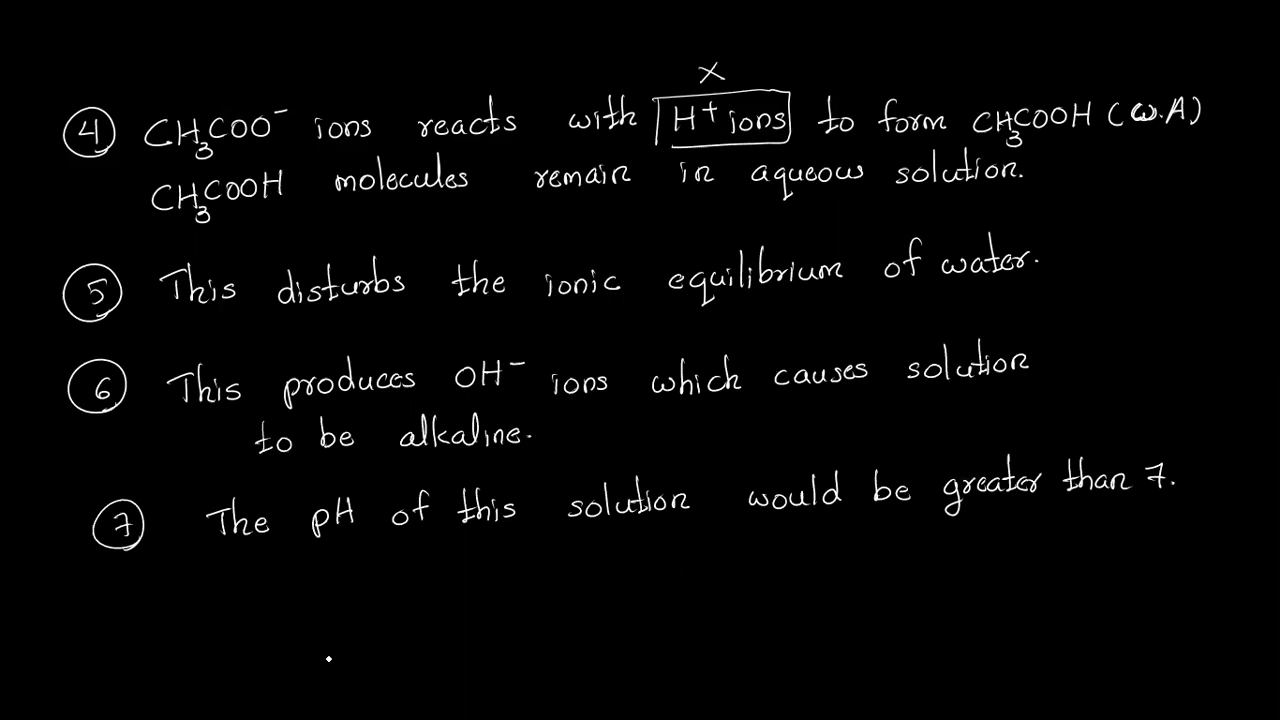 x
④ CH₃COO⁻ ions reacts with H⁺ ions to form CH₃COOH (W.A)
CH₃COOH molecules remain in aqueous solution.
⑤ This disturbs the ionic equilibrium of water.
⑥ This produces OH⁻ ions which causes solution
to be alkaline.
⑦ The pH of this solution would be greater than 7.